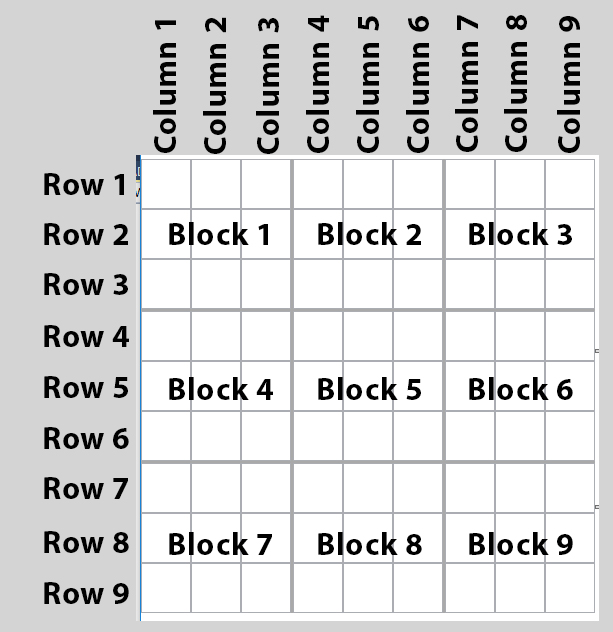 Column 1
Column 2
Column 3
Column 4
Column 5
Column 6
Column 7
Column 8
Column 9
Row 1
Row 2
Block 1
Block 2
Block 3
Row 3
Row 4
Row 5
Block 4
Block 5
Block 6
Row 6
Row 7
Row 8
Block 7
Block 8
Block 9
Row 9